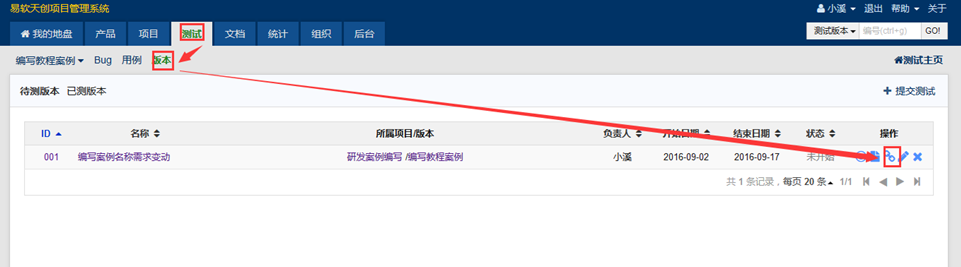 易软天创项目管理系统
小溪 退出 帮助 关于
我的地盘 产品 项目 测试 文档 统计 组织 后台
测试版本 编号(ctrl+g) GO!
编写教程案例 Bug 用例 版本 测试主页
待测版本 已测版本 提交测试
ID 名称 所属项目/版本 负责人 开始日期 结束日期 状态 操作
001 编写案例名称需求变动 研发案例编写 /编写教程案例 小溪 2016-09-02 2016-09-17 未开始
共 1 条记录，每页 20 条 1/1